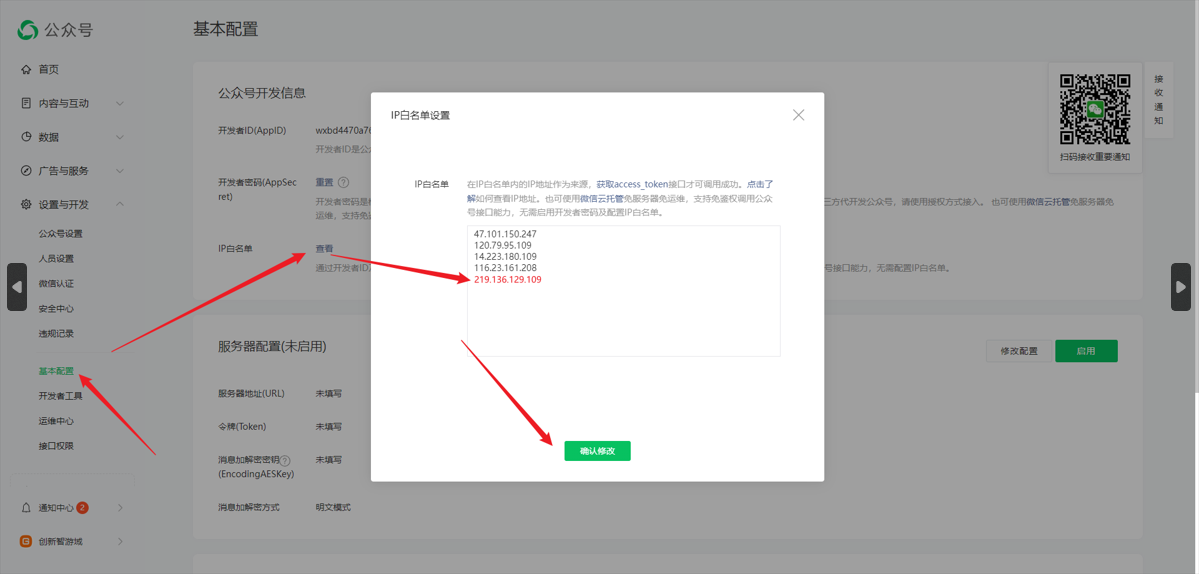 公众号
首页
内容与互动
数据
广告与服务
设置与开发
公众号设置
人员设置
微信认证
安全中心
违规记录
基本配置
开发者工具
运维中心
接口权限
通知中心 2
创新智游城
基本配置
公众号开发信息
开发者ID(AppID)
wxbd4470a7
开发者ID是公
开发者密码(AppSec
ret)
重置 ?
开发者密码是
三方代开发公众号，请使用授权方式接入。 也可使用微信云托管免服务器免
运维，支持免
IP白名单
查看
通过开发者ID
号接口能力，无需配置IP白名单。
服务器配置(未启用)
修改配置
启用
服务器地址(URL)
未填写
令牌(Token)
未填写
消息加解密密钥 ?
(EncodingAESKey)
未填写
消息加解密方式
明文模式
IP白名单设置
IP白名单
在IP白名单内的IP地址作为来源，获取access_token接口才可调用成功。点击了
解如何查看IP地址。也可使用微信云托管免服务器免运维，支持免鉴权调用公众
号接口能力，无需启用开发者密码及配置IP白名单。
47.101.150.247
120.79.95.109
14.223.180.109
116.23.161.208
219.136.129.109
确认修改
扫码接收重要通知
接
收
通
知